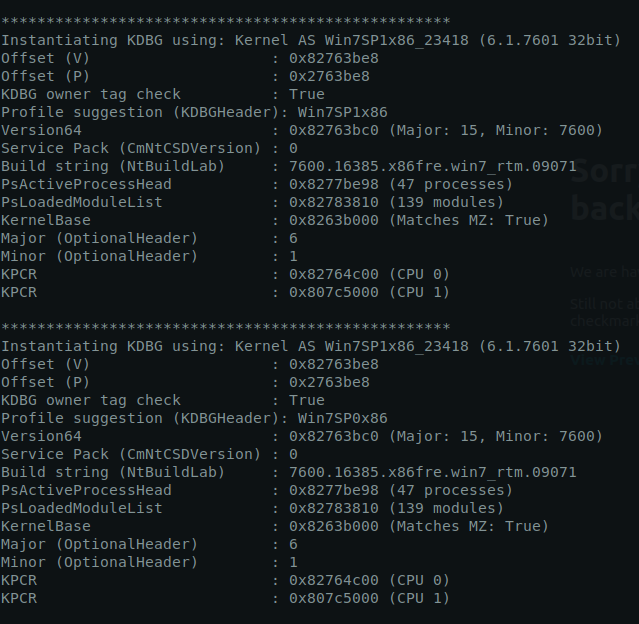 **************************************************
Instantiating KDBG using: Kernel AS Win7SP1x86_23418 (6.1.7601 32bit)
Offset (V)                    : 0x82763be8
Offset (P)                    : 0x2763be8
KDBG owner tag check          : True
Profile suggestion (KDBGHeader): Win7SP1x86
Version64                     : 0x82763bc0 (Major: 15, Minor: 7600)
Service Pack (CmNtCSDVersion) : 0
Build string (NtBuildLab)     : 7600.16385.x86fre.win7_rtm.09071
PsActiveProcessHead           : 0x8277be98 (47 processes)
PsLoadedModuleList            : 0x82783810 (139 modules)
KernelBase                    : 0x8263b000 (Matches MZ: True)
Major (OptionalHeader)        : 6
Minor (OptionalHeader)        : 1
KPCR                          : 0x82764c00 (CPU 0)
KPCR                          : 0x807c5000 (CPU 1)
**************************************************
Instantiating KDBG using: Kernel AS Win7SP1x86_23418 (6.1.7601 32bit)
Offset (V)                    : 0x82763be8
Offset (P)                    : 0x2763be8
KDBG owner tag check          : True
Profile suggestion (KDBGHeader): Win7SP0x86
Version64                     : 0x82763bc0 (Major: 15, Minor: 7600)
Service Pack (CmNtCSDVersion) : 0
Build string (NtBuildLab)     : 7600.16385.x86fre.win7_rtm.09071
PsActiveProcessHead           : 0x8277be98 (47 processes)
PsLoadedModuleList            : 0x82783810 (139 modules)
KernelBase                    : 0x8263b000 (Matches MZ: True)
Major (OptionalHeader)        : 6
Minor (OptionalHeader)        : 1
KPCR                          : 0x82764c00 (CPU 0)
KPCR                          : 0x807c5000 (CPU 1)
back
We are ha
Still not a
View